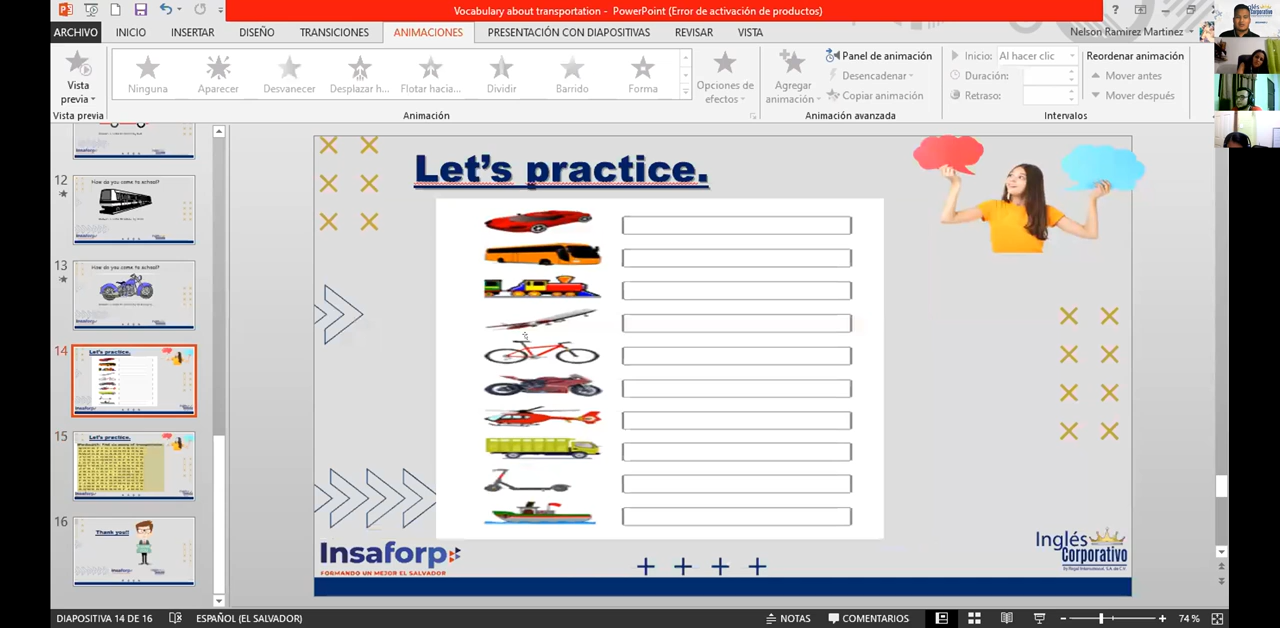 Vocabulary about transportation - PowerPoint (Error de activación de productos)
ARCHIVO INICIO INSERTAR DISEÑO TRANSICIONES ANIMACIONES PRESENTACIÓN CON DIAPOSITIVAS REVISAR VISTA Nelson Ramirez Martinez
Vista previa
Ninguna Aparecer Desvanecer Desplazar h... Flotar hacia... Dividir Barrido Forma
Opciones de efectos
Agregar animación
Panel de animación
Desencadenar
Copiar animación
Inicio: Al hacer clic
Duración:
Retraso:
Reordenar animación
Mover antes
Mover después
Vista previa Animación Animación avanzada Intervalos
12
How do you come to school?
13
How do you come to school?
14
Let's practice.
15
Let's practice.
16
Thank you!!
Let's practice.
Insaforp
FORMANDO UN MEJOR EL SALVADOR
Inglés
Corporativo
DIAPOSITIVA 14 DE 16 ESPAÑOL (EL SALVADOR) NOTAS COMENTARIOS 74 %